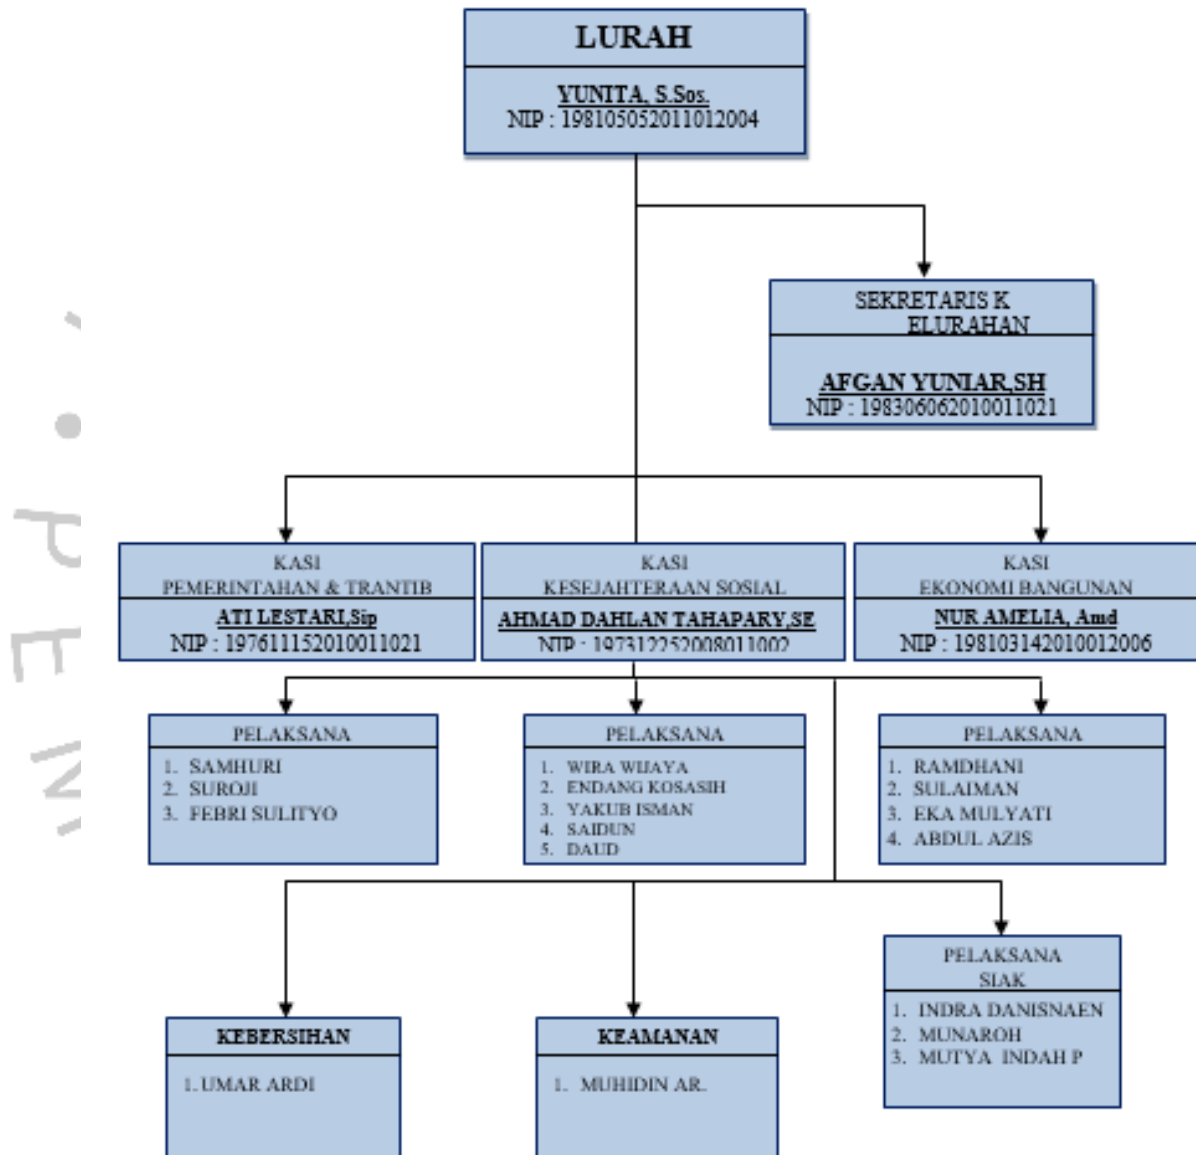 LURAH
YUNITA, S.Sos.
NIP : 198105052011012004
SEKRETARIS K
ELURAHAN
AFGAN YUNIAR,SH
NIP : 198306062010011021
KASI
PEMERINTAHAN & TRANTIB
ATI LESTARI,Sip
NIP : 197611152010011021
KASI
KESEJAHTERAAN SOSIAL
AHMAD DAHLAN TAHAPARY,SE
NIP : 197312252008011002
KASI
EKONOMI BANGUNAN
NUR AMELIA, Amd
NIP : 198103142010012006
PELAKSANA
1. SAMHURI
2. SUROJI
3. FEBRI SULITYO
PELAKSANA
1. WIRA WIJAYA
2. ENDANG KOSASIH
3. YAKUB ISMAN
4. SAIDUN
5. DAUD
PELAKSANA
1. RAMDHANI
2. SULAIMAN
3. EKA MULYATI
4. ABDUL AZIS
KEBERSIHAN
1. UMAR ARDI
KEAMANAN
1. MUHIDIN AR.
PELAKSANA
SIAK
1. INDRA DANISNAEN
2. MUNAROH
3. MUTYA INDAH P